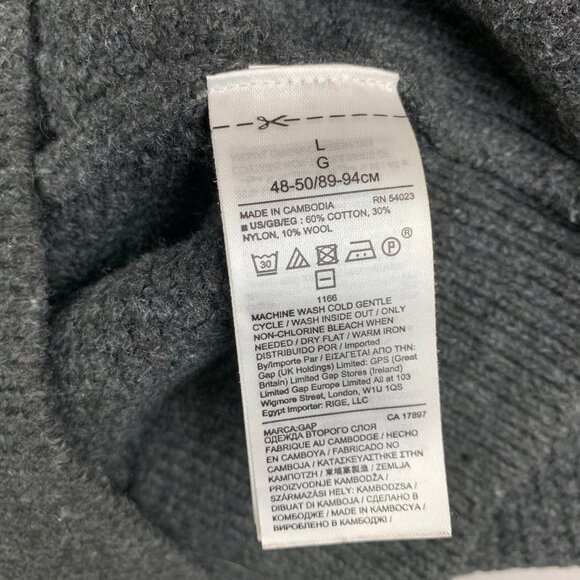 L
G
48-50/89-94CM
MADE IN CAMBODIA RN 54023
US/GB/EG : 60% COTTON, 30%
NYLON, 10% WOOL
30 P
1166
MACHINE WASH COLD GENTLE
CYCLE / WASH INSIDE OUT / ONLY
NON-CHLORINE BLEACH WHEN
NEEDED / DRY FLAT / WARM IRON
DISTRIBUIDO POR / Imported
By/Importe Par / ΕΙΣΑΓΕΤΑΙ ΑΠΟ ΤΗΝ:
Gap (UK Holdings) Limited: GPS (Great
Britain) Limited Gap Stores (Ireland)
Limited Gap Europe Limited All at 103
Wigmore Street, London, W1U 1QS
Egypt Importer: RIGE, LLC
MARCA:GAP CA 17897
ОДЕЖДА ВТОРОГО СЛОЯ
FABRIQUE AU CAMBODGE / HECHO
EN CAMBOYA / FABBRICATO IN
CAMBOJA / ΚΑΤΑΣΚΕΥΑΣΤΗΚΕ ΣΤΗΝ
ΚΑΜΠΟΤΖΗ / 柬埔寨製造 / ZEMLJA
PROIZVODNJE KAMBODŽA /
SZÁRMAZÁSI HELY: KAMBODZSA /
DIBUAT DI KAMBOJA / СДЕЛАНО В
КОМБОДЖЕ / MADE IN KAMBOCYA /
ВИРОБЛЕНО В КАМБОДЖІ /